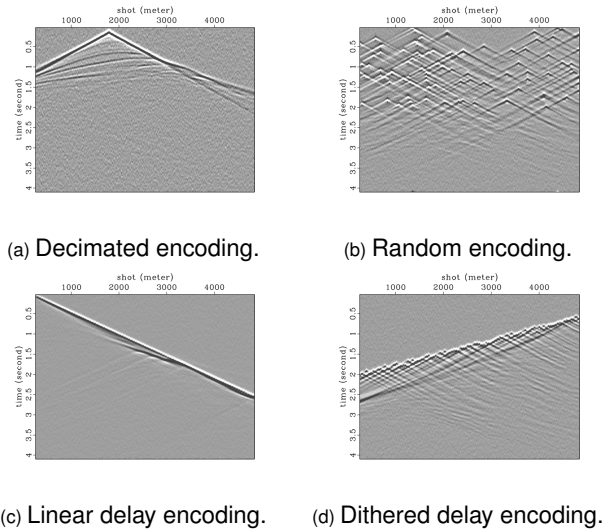 shot (meter)
1000 2000 3000 4000
time (second)
0.5
1
1.5
2
2.5
3
3.5
4
(a) Decimated encoding.
shot (meter)
1000 2000 3000 4000
time (second)
0.5
1
1.5
2
2.5
3
3.5
4
(b) Random encoding.
shot (meter)
1000 2000 3000 4000
time (second)
0.5
1
1.5
2
2.5
3
3.5
4
(c) Linear delay encoding.
shot (meter)
1000 2000 3000 4000
time (second)
0.5
1
1.5
2
2.5
3
3.5
4
(d) Dithered delay encoding.